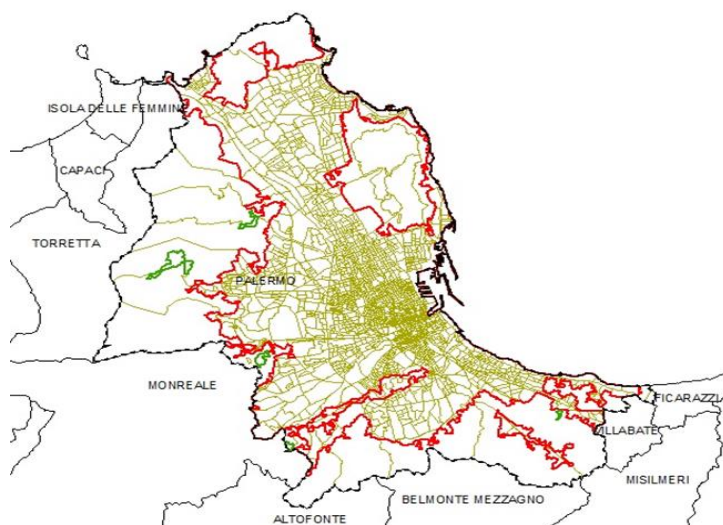 ISOLA DELLE FEMMINE
CAPACI
TORRETTA
PALERMO
MONREALE
FICARAZZI
VILLABATE
MISILMERI
BELMONTE MEZZAGNO
ALTOFONTE